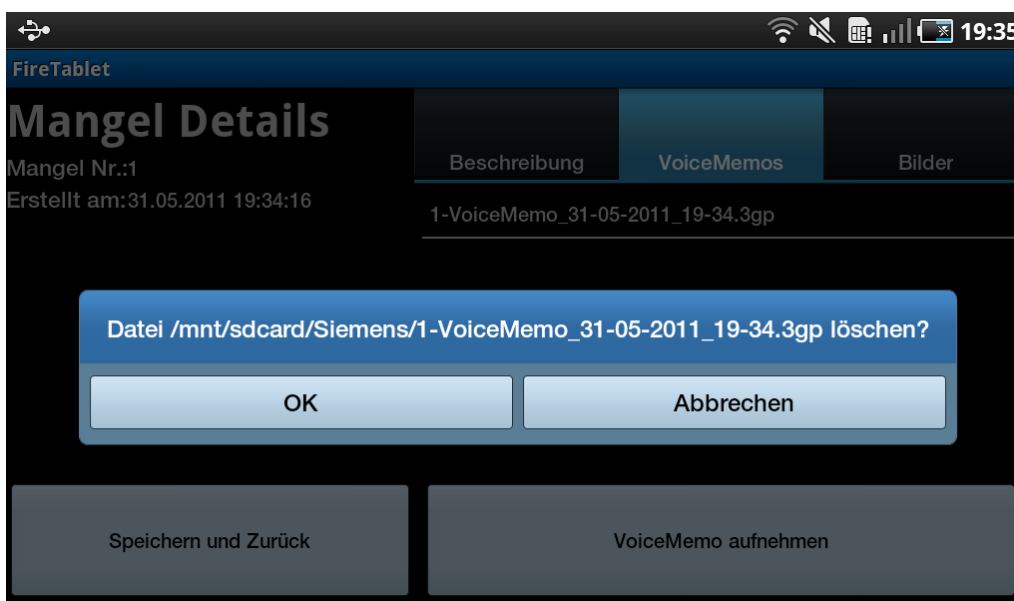 19:35
FireTablet
Mangel Details
Mangel Nr.:1
Erstellt am:31.05.2011 19:34:16
Beschreibung VoiceMemos Bilder
1-VoiceMemo_31-05-2011_19-34.3gp
Datei /mnt/sdcard/Siemens/1-VoiceMemo_31-05-2011_19-34.3gp löschen?
OK Abbrechen
Speichern und Zurück VoiceMemo aufnehmen